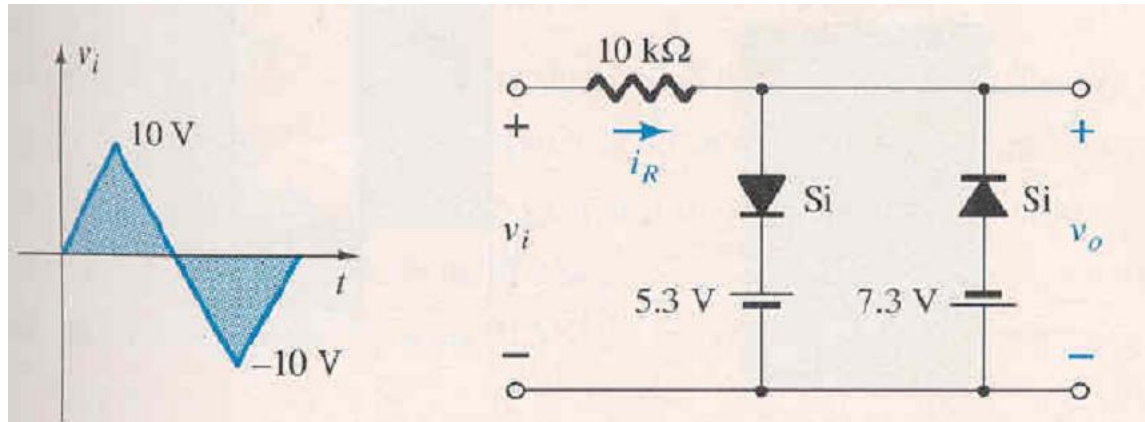 v_i
10 V
-10 V
t
10 kΩ
+
i_R
v_i
−
Si
5.3 V
Si
7.3 V
+
v_o
−